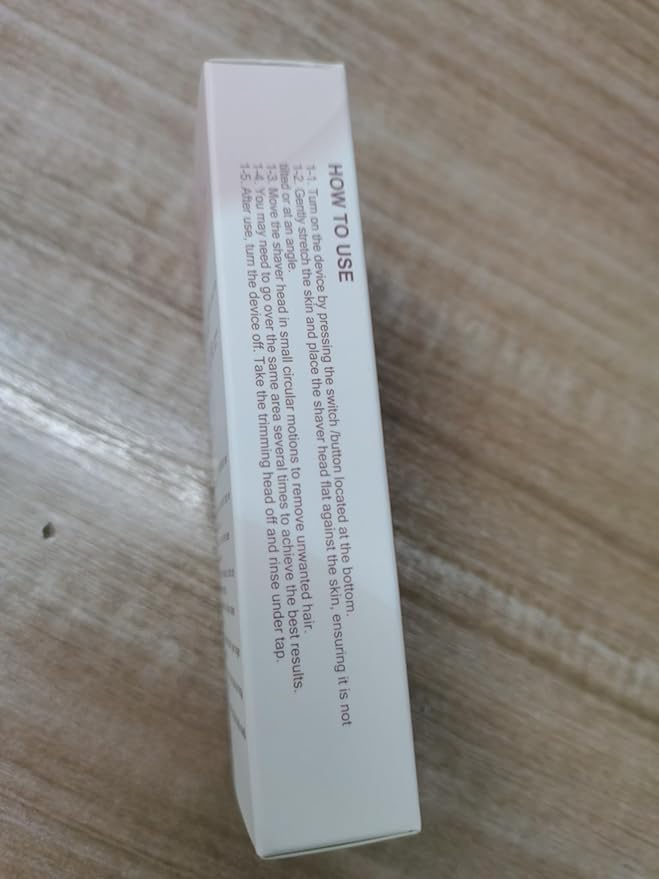 HOW TO USE
1-1. Turn on the device by pressing the switch /button located at the bottom.
1-2. Gently stretch the skin and place the shaver head flat against the skin, ensuring it is not
tilted or at an angle.
1-3. Move the shaver head in small circular motions to remove unwanted hair.
1-4. You may need to go over the same area several times to achieve the best results.
1-5. After use, turn the device off. Take the trimming head off and rinse under tap.